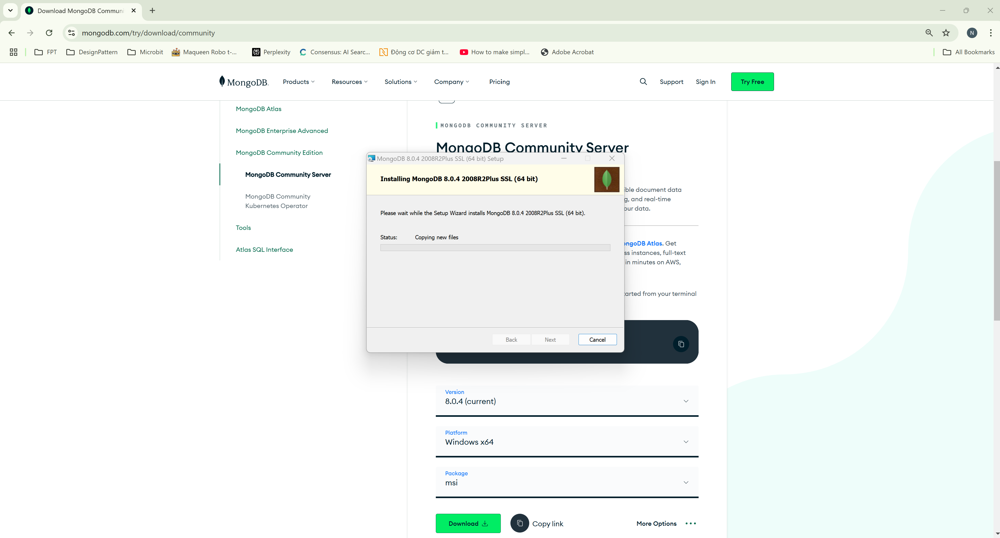 Download MongoDB Communi
mongodb.com/try/download/community
N
FPT
DesignPattern
Microbit
Maqueen Robo t-...
Perplexity
Consensus: AI Searc...
Động cơ DC giảm t...
How to make simpl...
Adobe Acrobat
All Bookmarks
MongoDB.
Products
Resources
Solutions
Company
Pricing
Support
Sign In
Try Free
MongoDB Atlas
MongoDB Enterprise Advanced
MongoDB Community Edition
MongoDB Community Server
MongoDB Community
Kubernetes Operator
Tools
Atlas SQL Interface
MONGODB COMMUNITY SERVER
MongoDB Community Server
ible document data
g, and real-time
our data.
ongoDB Atlas. Get
ss instances, full-text
in minutes on AWS,
tarted from your terminal
MongoDB 8.0.4 2008R2Plus SSL (64 bit) Setup
Installing MongoDB 8.0.4 2008R2Plus SSL (64 bit)
Please wait while the Setup Wizard installs MongoDB 8.0.4 2008R2Plus SSL (64 bit).
Status: Copying new files
Back
Next
Cancel
Version
8.0.4 (current)
Platform
Windows x64
Package
msi
Download
Copy link
More Options